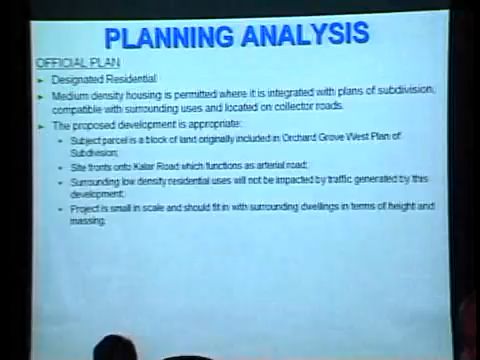 PLANNING ANALYSIS
OFFICIAL PLAN
Designated Residential
Medium density housing is permitted where it is integrated with plans of subdivision,
compatible with surrounding uses and located on collector roads.
The proposed development is appropriate:
Subject parcel is a block of land originally included in Orchard Grove West Plan of
Subdivision;
Site fronts onto Kalar Road which functions as arterial road;
Surrounding low density residential uses will not be impacted by traffic generated by this
development;
Project is small in scale and should fit in with surrounding dwellings in terms of height and
massing;